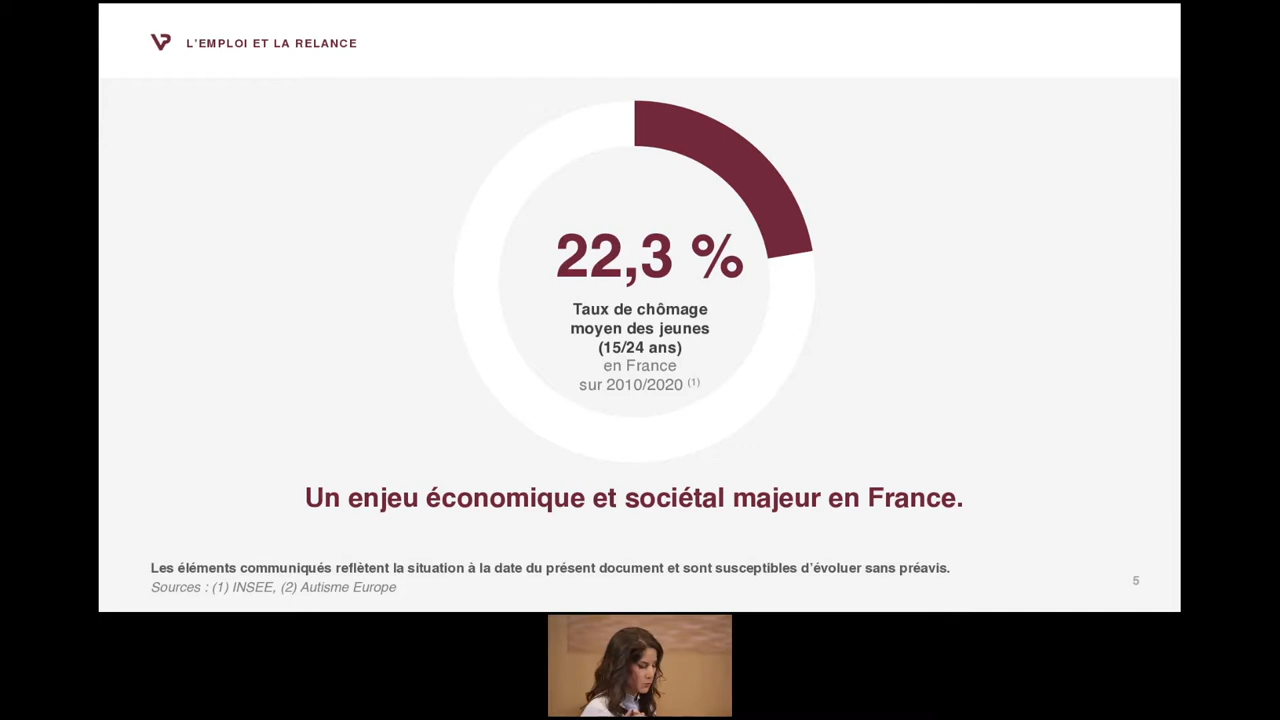 L'EMPLOI ET LA RELANCE
22,3 %
Taux de chômage
moyen des jeunes
(15/24 ans)
en France
sur 2010/2020 (1)
Un enjeu économique et sociétal majeur en France.
Les éléments communiqués reflètent la situation à la date du présent document et sont susceptibles d'évoluer sans préavis.
Sources : (1) INSEE, (2) Autisme Europe
5